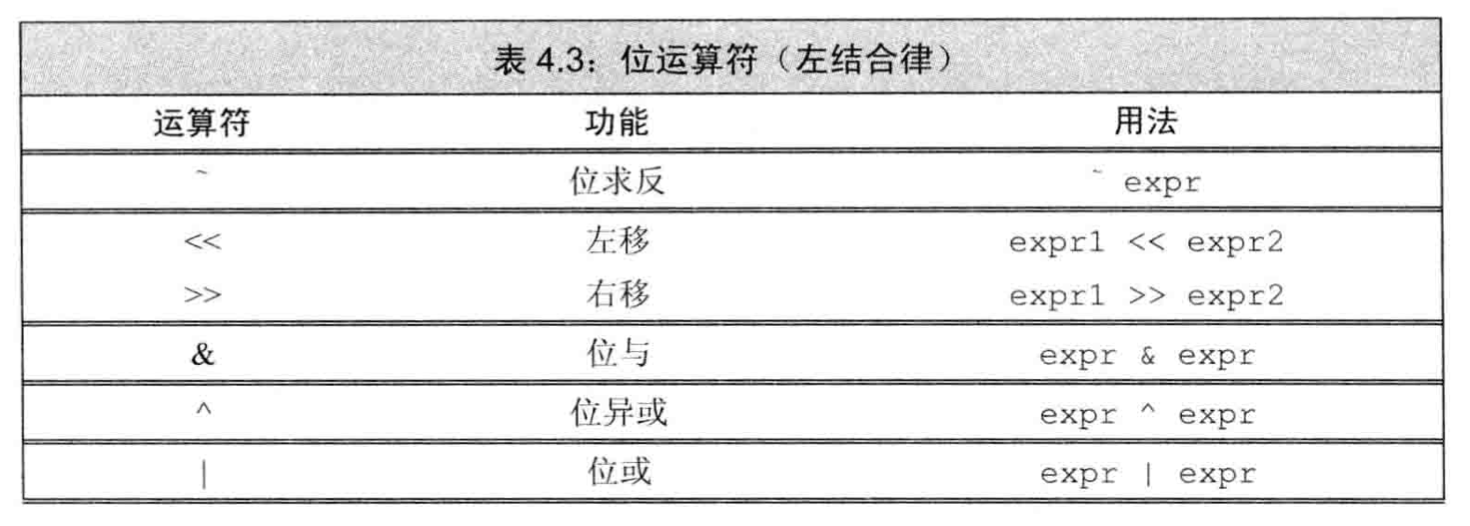 表 4.3：位运算符（左结合律）
运算符 功能 用法
~ 位求反 ~ expr
<< 左移 expr1 << expr2
>> 右移 expr1 >> expr2
& 位与 expr & expr
^ 位异或 expr ^ expr
| 位或 expr | expr